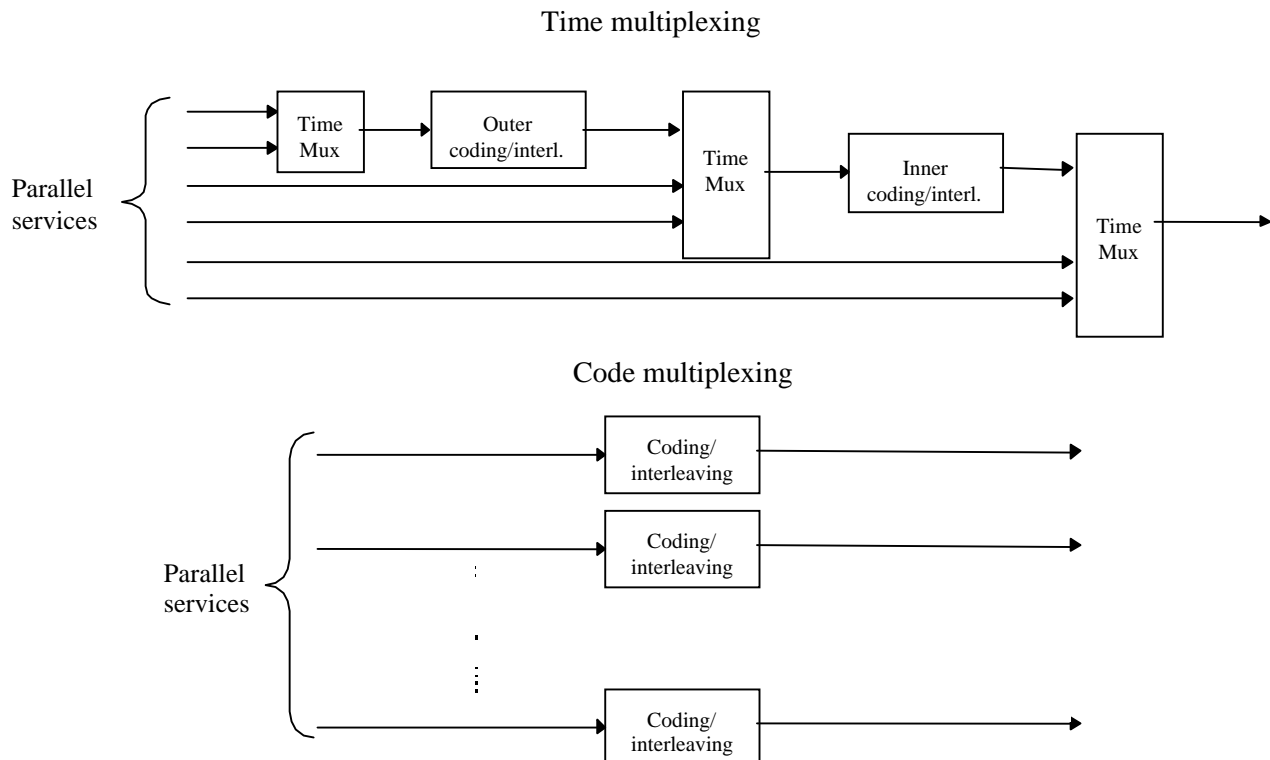 Time multiplexing
Time
Mux
Outer
coding/interl.
Time
Mux
Inner
coding/interl.
Parallel
services
Time
Mux
Code multiplexing
Coding/
interleaving
Coding/
interleaving
Parallel
services
Coding/
interleaving